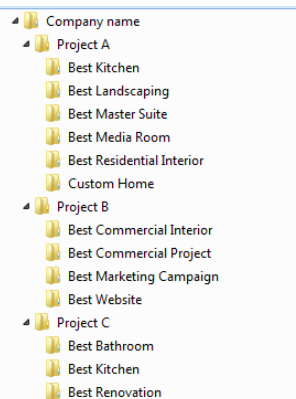 Company name
Project A
Best Kitchen
Best Landscaping
Best Master Suite
Best Media Room
Best Residential Interior
Custom Home
Project B
Best Commercial Interior
Best Commercial Project
Best Marketing Campaign
Best Website
Project C
Best Bathroom
Best Kitchen
Best Renovation